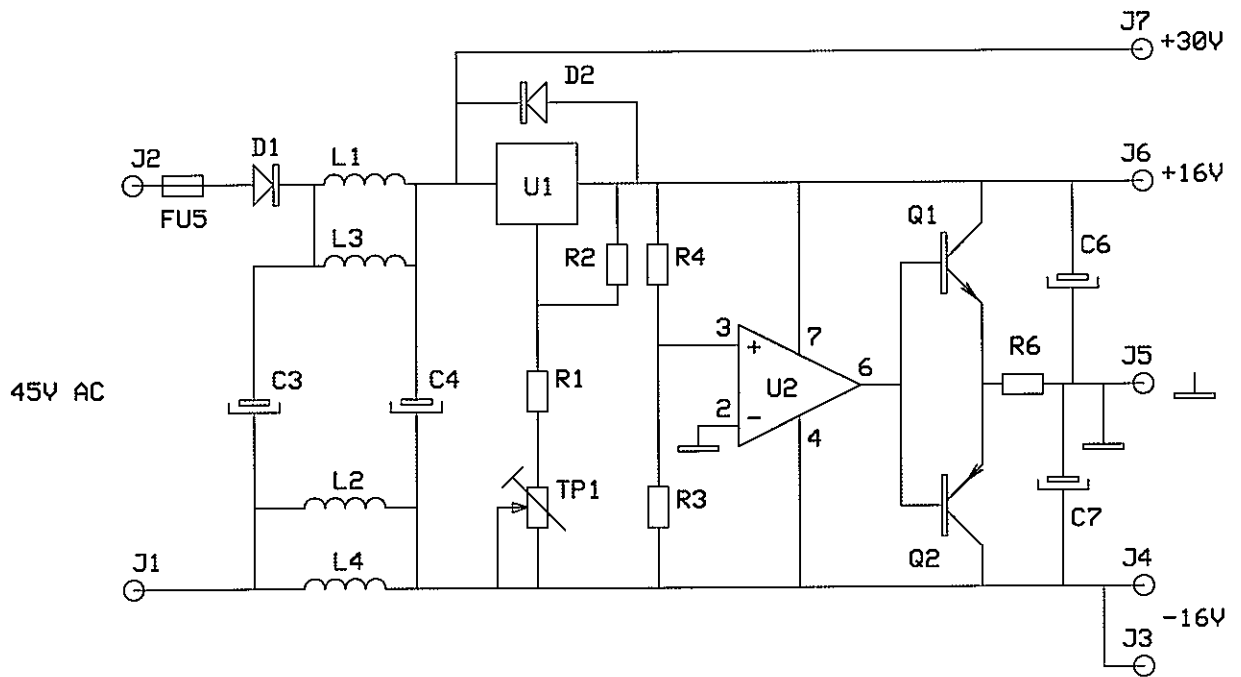 J7
+30V
D2
J2
D1
L1
U1
J6
+16V
FU5
Q1
L3
R2
R4
C6
3
+
7
6
R6
J5
45V AC
C3
C4
R1
U2
2
-
4
L2
TP1
R3
C7
J1
L4
Q2
J4
-16V
J3